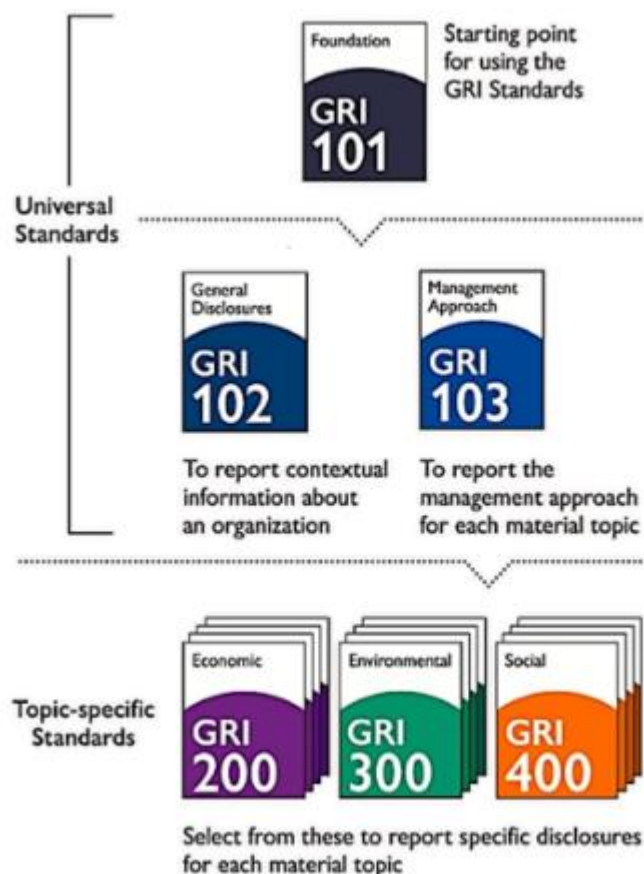 Foundation
GRI
101
Starting point
for using the
GRI Standards
Universal
Standards
General
Disclosures
GRI
102
Management
Approach
GRI
103
To report contextual
information about
an organization
To report the
management approach
for each material topic
Topic-specific
Standards
Economic
GRI
200
Environmental
GRI
300
Social
GRI
400
Select from these to report specific disclosures
for each material topic